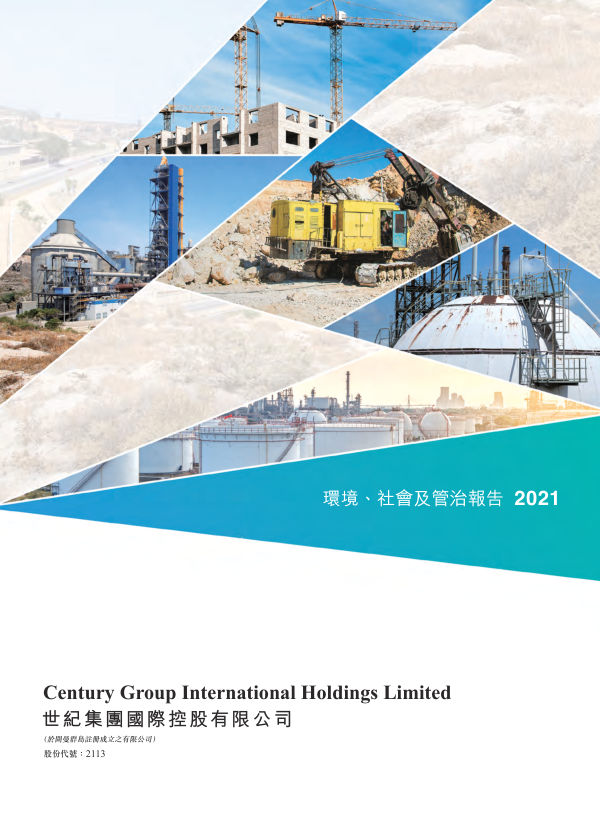 環境、社會及管治報告 2021
Century Group International Holdings Limited
世紀集團國際控股有限公司
(於開曼群島註冊成立之有限公司)
股份代號：2113